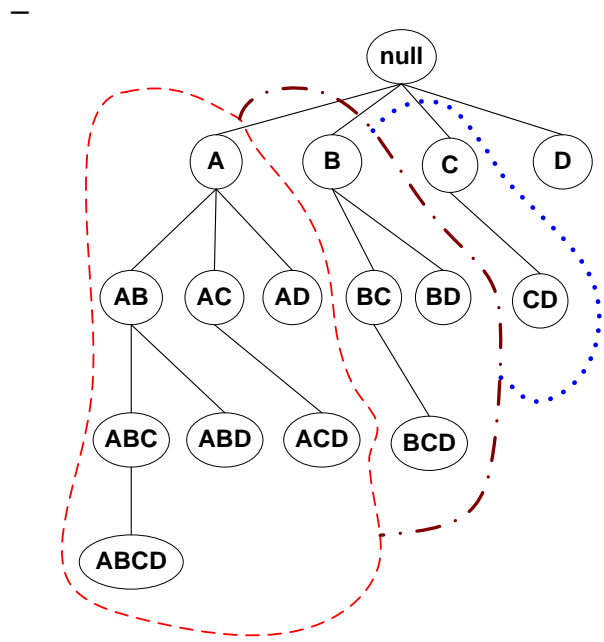 –
null
A B C D
AB AC AD BC BD CD
ABC ABD ACD BCD
ABCD